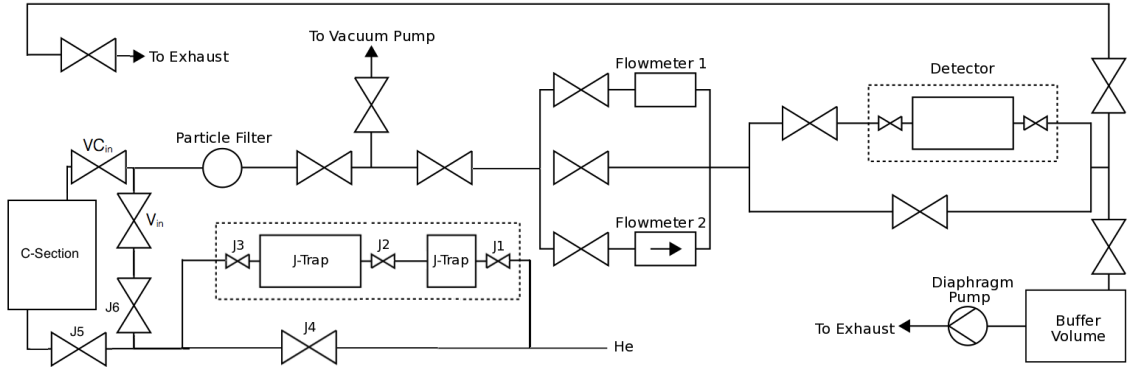 To Vacuum Pump
To Exhaust
Flowmeter 1
Detector
Particle Filter
VCin
Vin
Flowmeter 2
C-Section
J3
J2
J1
J-Trap
J-Trap
J6
J5
J4
He
Diaphragm
Pump
To Exhaust
Buffer
Volume